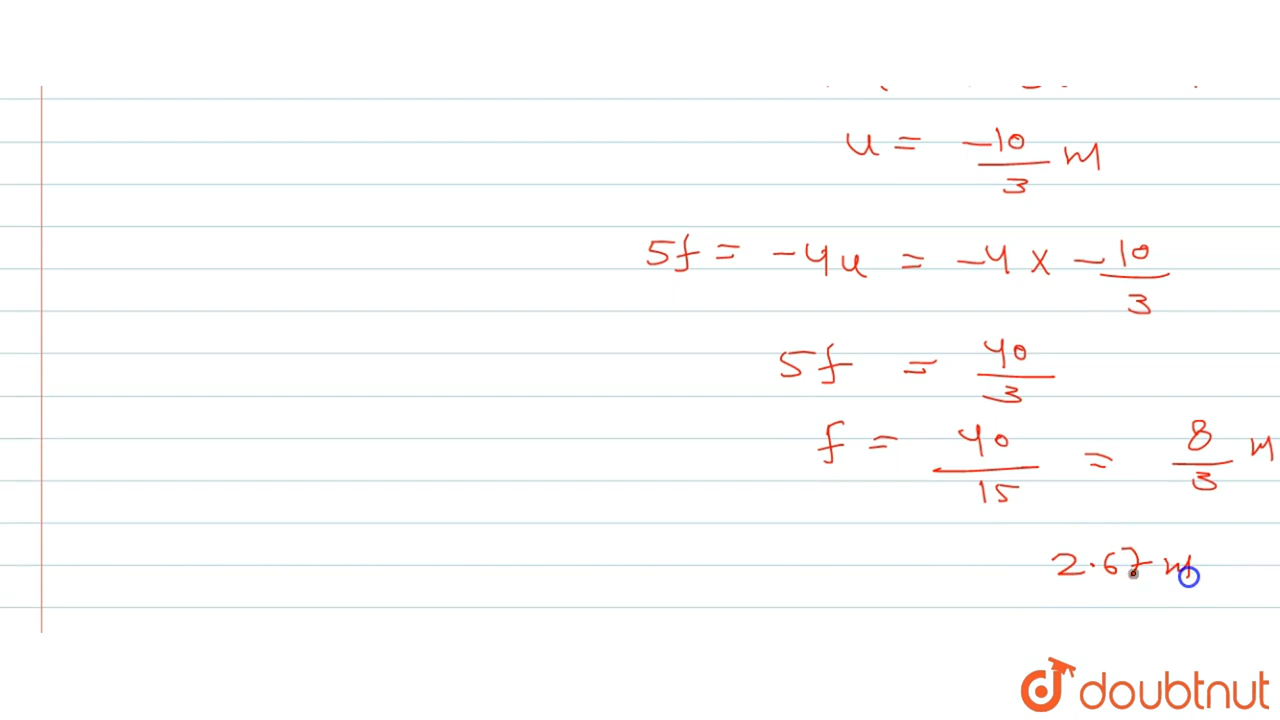 u = -10/3 m
5f = -4u = -4 x -10/3
5f = 40/3
f = 40/15 = 8/3 m
2.67 m
doubtnut